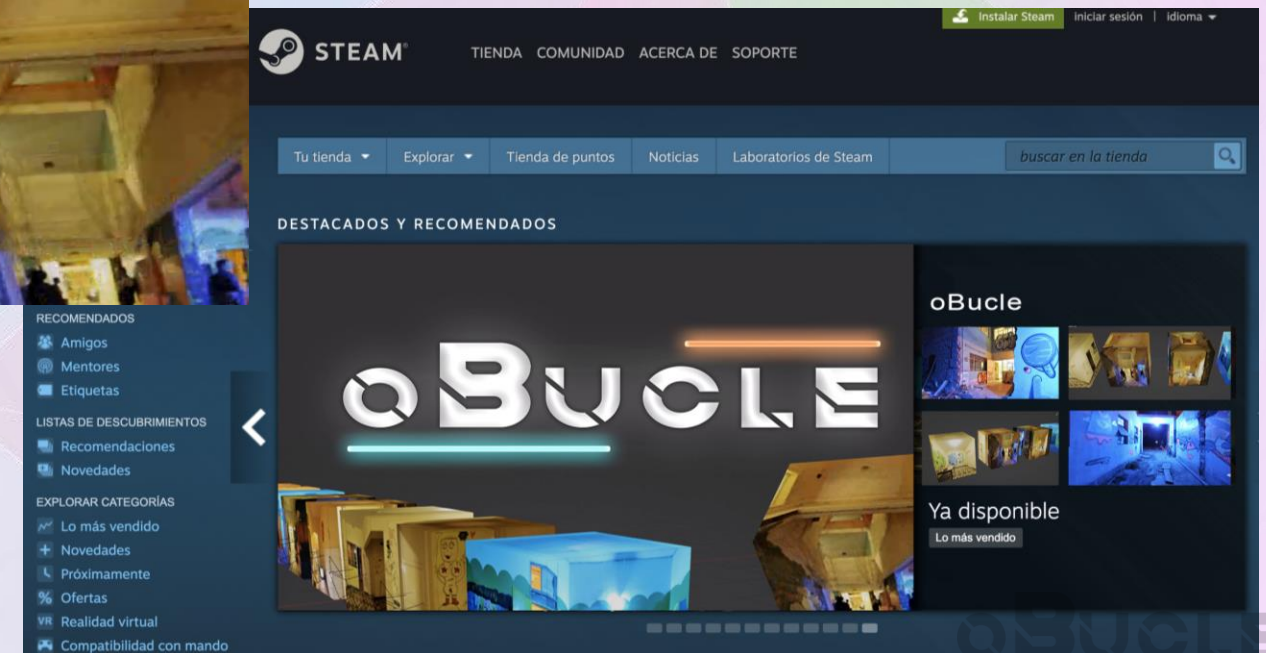 Instalar Steam iniciar sesión | idioma
STEAM®
TIENDA COMUNIDAD ACERCA DE SOPORTE
Tu tienda Explorar Tienda de puntos Noticias Laboratorios de Steam buscar en la tienda
DESTACADOS Y RECOMENDADOS
RECOMENDADOS
Amigos
Mentores
Etiquetas
LISTAS DE DESCUBRIMIENTOS
Recomendaciones
Novedades
EXPLORAR CATEGORÍAS
Lo más vendido
Novedades
Próximamente
Ofertas
VR Realidad virtual
Compatibilidad con mando
oBUCLE
oBucle
Ya disponible
Lo más vendido
oBUCLE